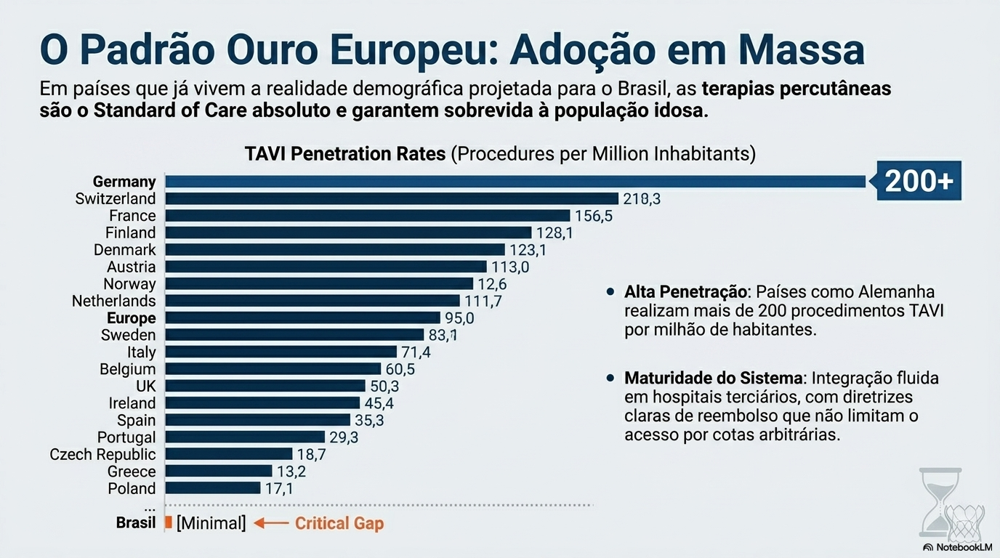 O Padrão Ouro Europeu: Adoção em Massa
Em países que já vivem a realidade demográfica projetada para o Brasil, as terapias percutâneas
são o Standard of Care absoluto e garantem sobrevida à população idosa.
TAVI Penetration Rates (Procedures per Million Inhabitants)
Germany 200+
Switzerland 218,3
France 156,5
Finland 128,1
Denmark 123,1
Austria 113,0
Norway 12,6
Netherlands 111,7
Europe 95,0
Sweden 83,1
Italy 71,4
Belgium 60,5
UK 50,3
Ireland 45,4
Spain 35,3
Portugal 29,3
Czech Republic 18,7
Greece 13,2
Poland 17,1
...
Brasil [Minimal] Critical Gap
• Alta Penetração: Países como Alemanha
realizam mais de 200 procedimentos TAVI
por milhão de habitantes.
• Maturidade do Sistema: Integração fluida
em hospitais terciários, com diretrizes
claras de reembolso que não limitam o
acesso por cotas arbitrárias.
NotebookLM